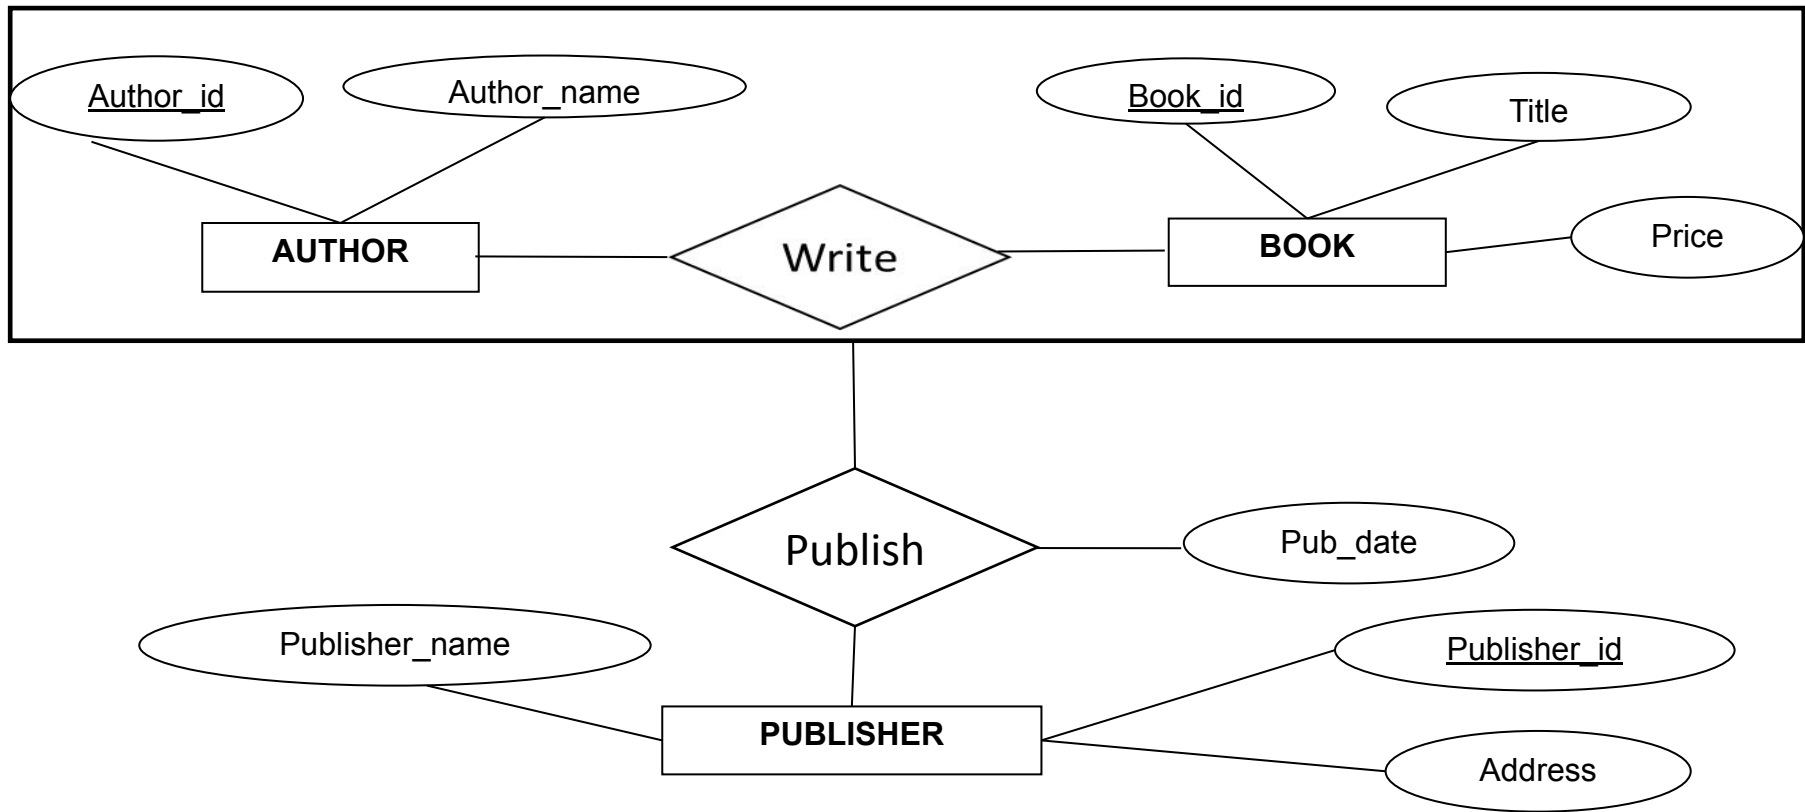 Author_id
Author_name
Book_id
Title
AUTHOR
Write
BOOK
Price
Publish
Pub_date
Publisher_name
Publisher_id
PUBLISHER
Address